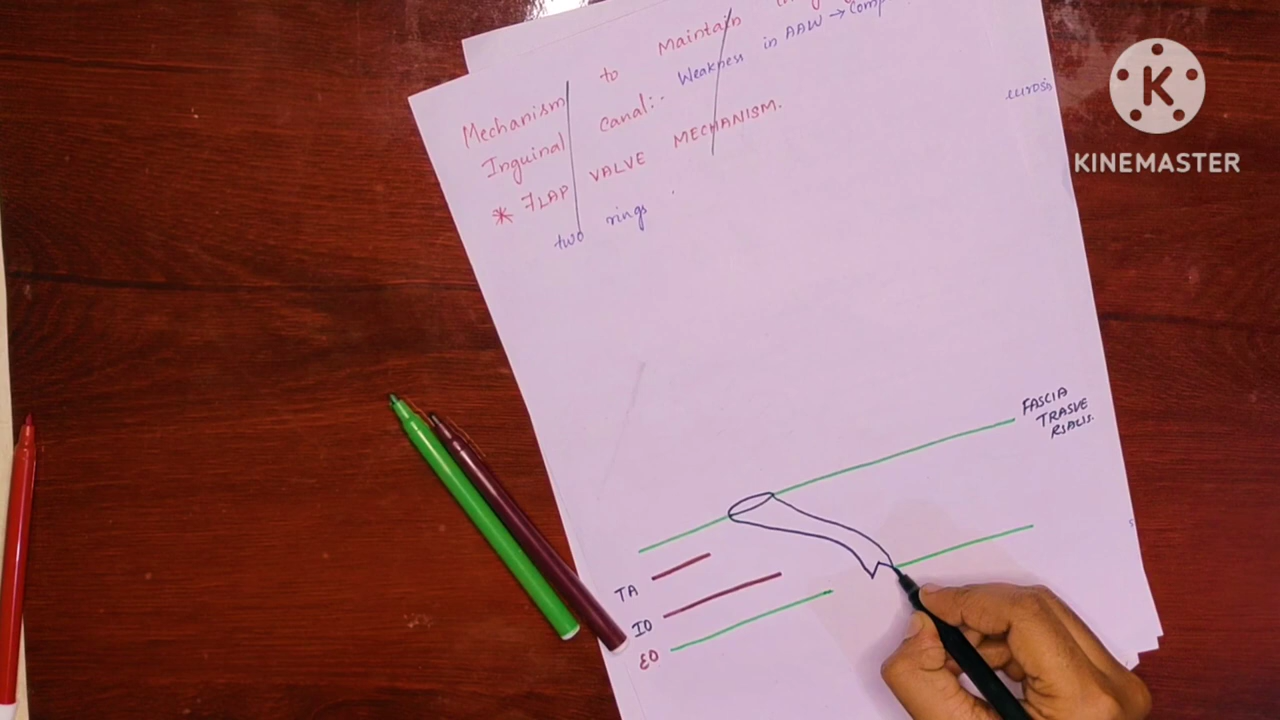 Mechanism to Maintain
Inguinal canal:- Weakness in AAW → comp
* FLAP VALVE MECHANISM.
two rings
FASCIA
TRASVE
RSALIS.
TA
IO
EO
KINEMASTER